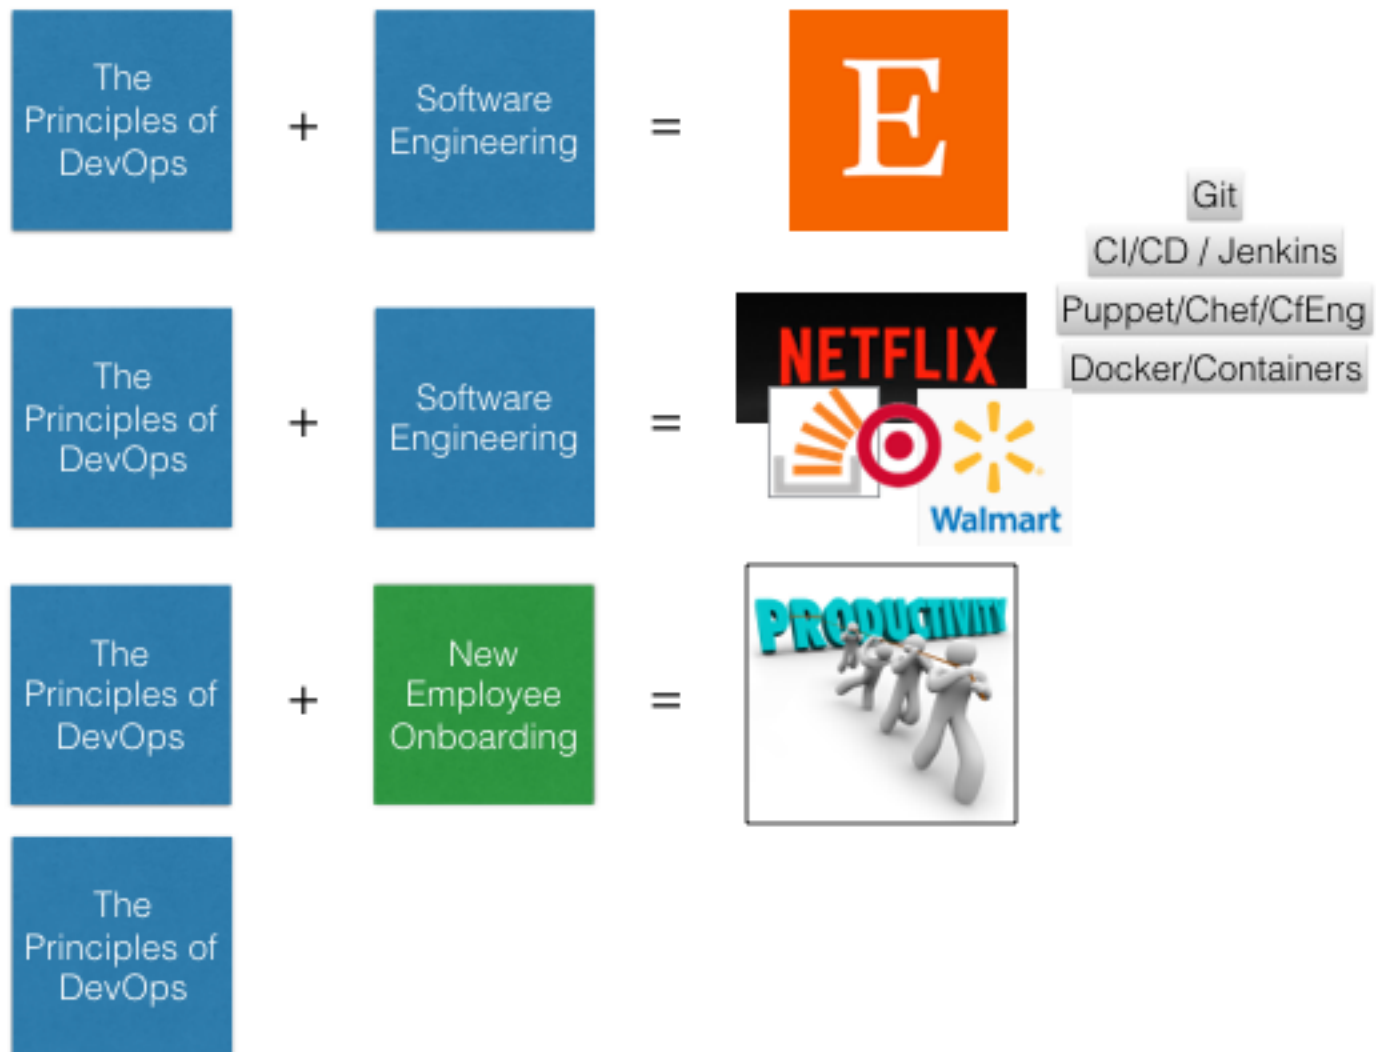 The
Principles of
DevOps
+
Software
Engineering
=
E
Git
CI/CD / Jenkins
Puppet/Chef/CfEng
Docker/Containers
The
Principles of
DevOps
+
Software
Engineering
=
NETFLIX
Walmart
The
Principles of
DevOps
+
New
Employee
Onboarding
=
PRODUCTIVITY
The
Principles of
DevOps